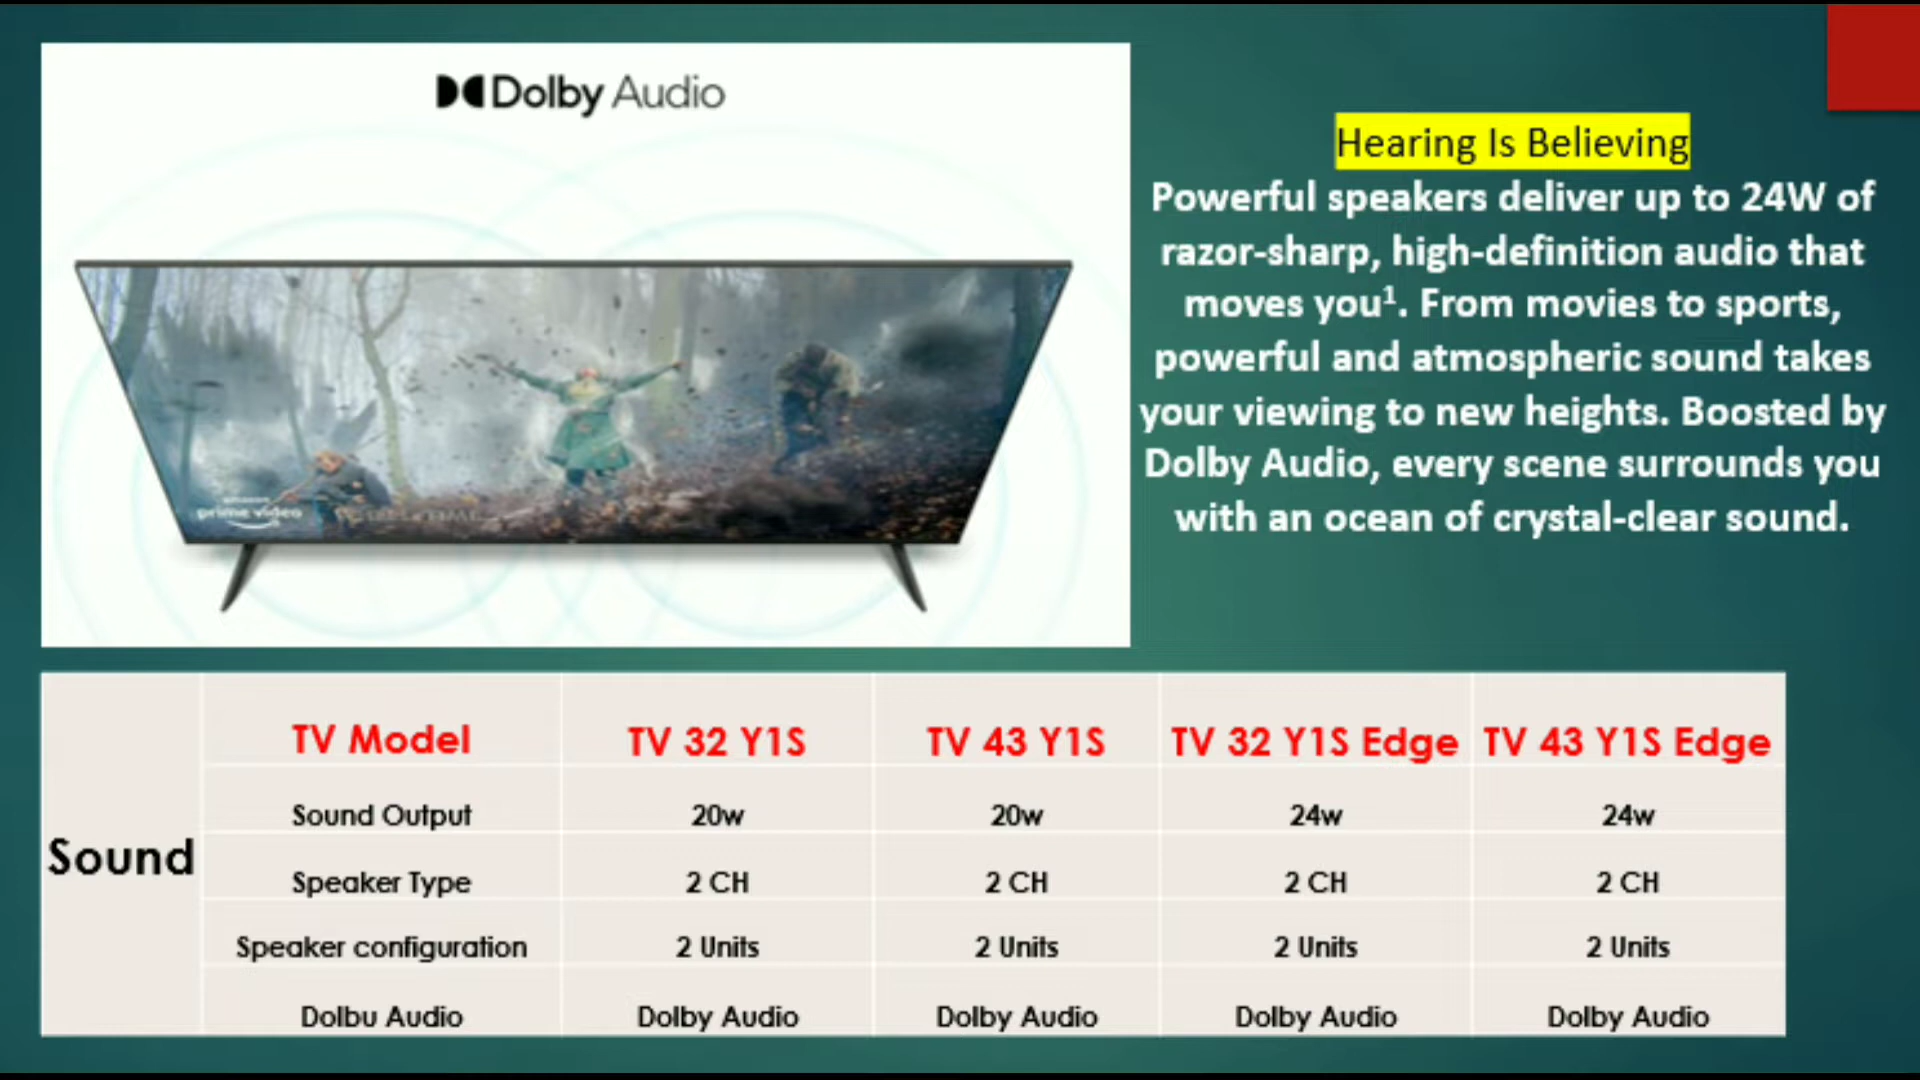 Dolby Audio
Hearing Is Believing
Powerful speakers deliver up to 24W of
razor-sharp, high-definition audio that
moves you¹. From movies to sports,
powerful and atmospheric sound takes
your viewing to new heights. Boosted by
Dolby Audio, every scene surrounds you
with an ocean of crystal-clear sound.
amazon
prime video
Sound
TV Model TV 32 Y1S TV 43 Y1S TV 32 Y1S Edge TV 43 Y1S Edge
Sound Output 20w 20w 24w 24w
Speaker Type 2 CH 2 CH 2 CH 2 CH
Speaker configuration 2 Units 2 Units 2 Units 2 Units
Dolbu Audio Dolby Audio Dolby Audio Dolby Audio Dolby Audio